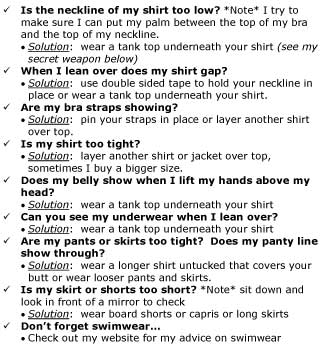 ✓ Is the neckline of my shirt too low? *Note* I try to
make sure I can put my palm between the top of my bra
and the top of my neckline.
• Solution: wear a tank top underneath your shirt (see my
secret weapon below)
✓ When I lean over does my shirt gap?
• Solution: use double sided tape to hold your neckline in
place or wear a tank top underneath your shirt.
✓ Are my bra straps showing?
• Solution: pin your straps in place or layer another shirt
over top.
✓ Is my shirt too tight?
• Solution: layer another shirt or jacket over top,
sometimes I buy a bigger size.
✓ Does my belly show when I lift my hands above my
head?
• Solution: wear a tank top underneath your shirt
✓ Can you see my underwear when I lean over?
• Solution: wear a tank top underneath your shirt
✓ Are my pants or skirts too tight? Does my panty line
show through?
• Solution: wear a longer shirt untucked that covers your
butt or wear looser pants and skirts.
✓ Is my skirt or shorts too short? *Note* sit down and
look in front of a mirror to check
• Solution: wear board shorts or capris or long skirts
✓ Don't forget swimwear...
• Check out my website for my advice on swimwear